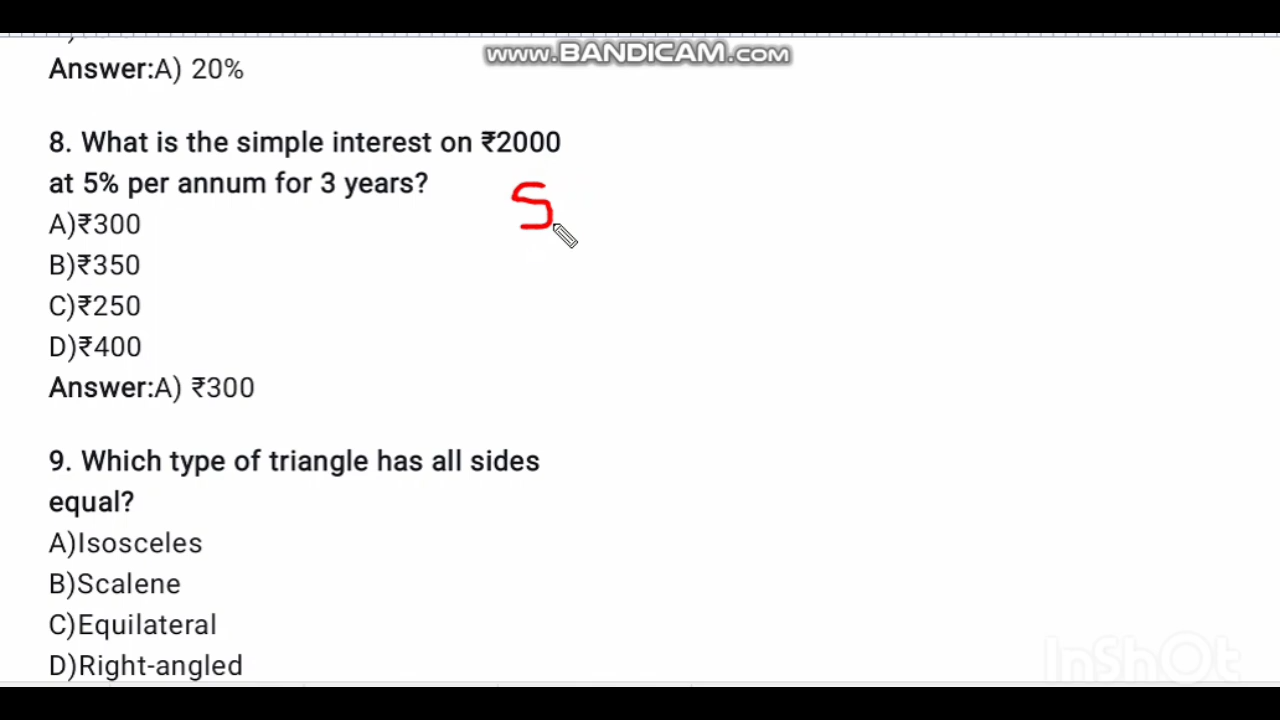 www.BANDICAM.com
Answer:A) 20%
8. What is the simple interest on ₹2000
at 5% per annum for 3 years?
S
A)₹300
B)₹350
C)₹250
D)₹400
Answer:A) ₹300
9. Which type of triangle has all sides
equal?
A)Isosceles
B)Scalene
C)Equilateral
D)Right-angled
InShOt